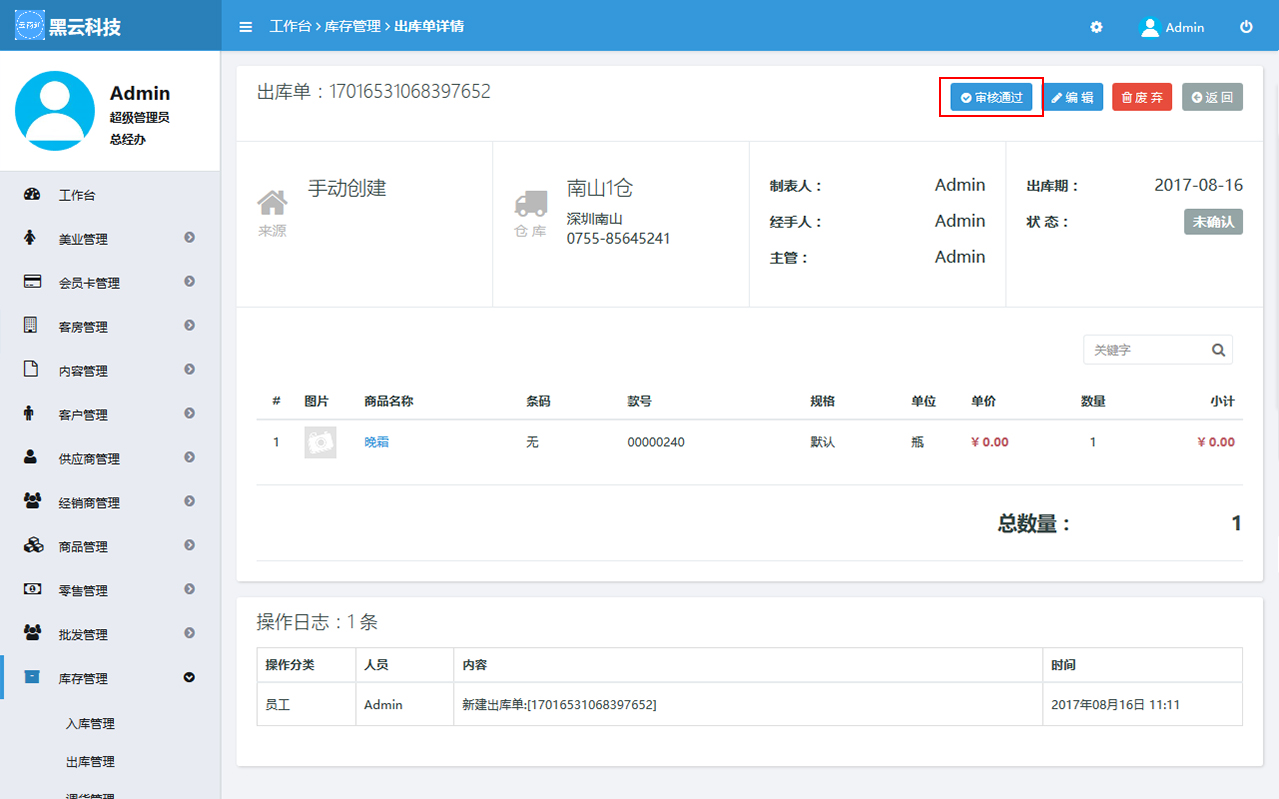 黑云科技
工作台 › 库存管理 › 出库单详情
Admin
Admin
超级管理员
总经办
工作台
美业管理
会员卡管理
客房管理
内容管理
客户管理
供应商管理
经销商管理
商品管理
零售管理
批发管理
库存管理
入库管理
出库管理
调货管理
出库单：17016531068397652
审核通过 编 辑 废 弃 返 回
手动创建
来源
南山1仓
深圳南山
0755-85645241
仓 库
制表人： Admin
经手人： Admin
主管： Admin
出库期： 2017-08-16
状 态： 未确认
关键字
# 图片 商品名称 条码 款号 规格 单位 单价 数量 小计
1 晚霜 无 00000240 默认 瓶 ¥ 0.00 1 ¥ 0.00
总数量： 1
操作日志：1 条
操作分类 人员 内容 时间
员工 Admin 新建出库单:[17016531068397652] 2017年08月16日 11:11